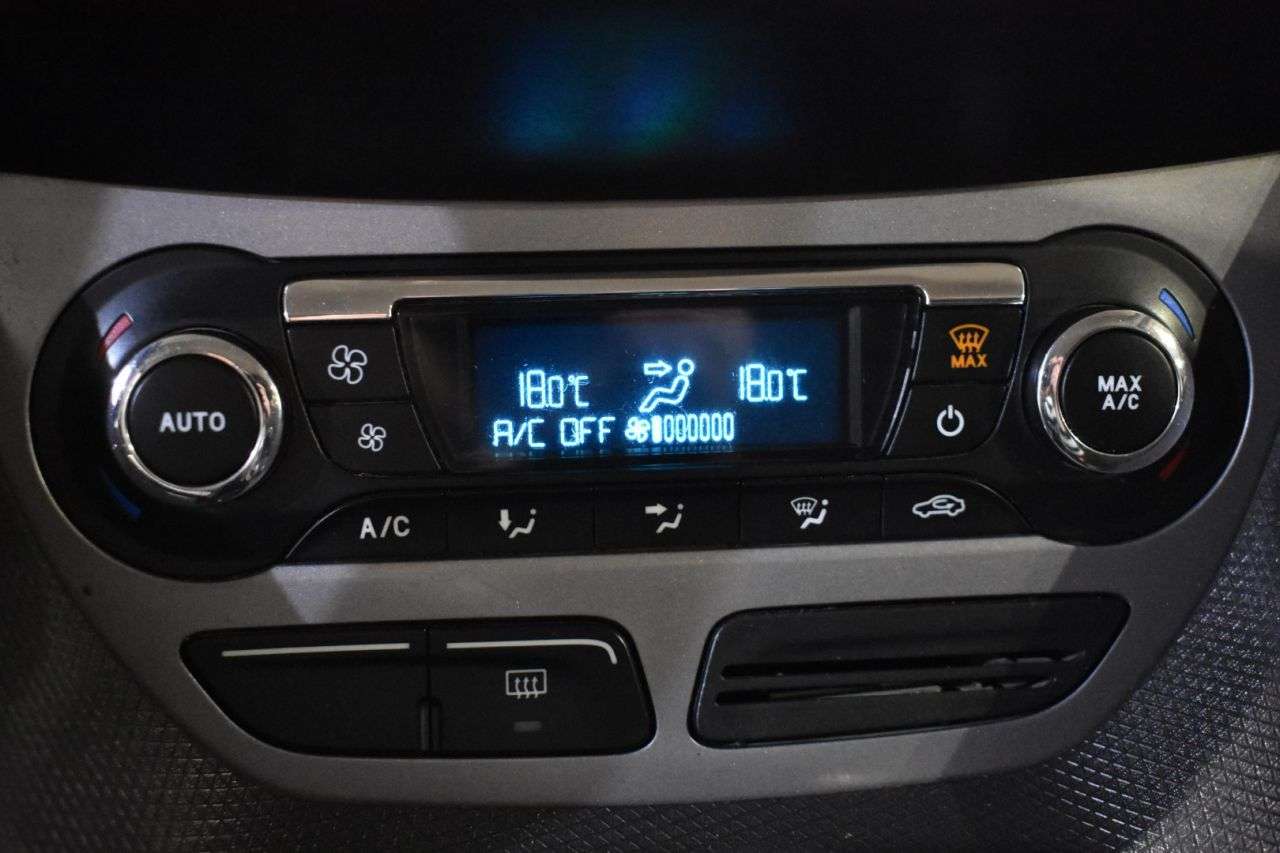 AUTO
18.0°C
18.0°C
A/C OFF
MAX
MAX
A/C
A/C